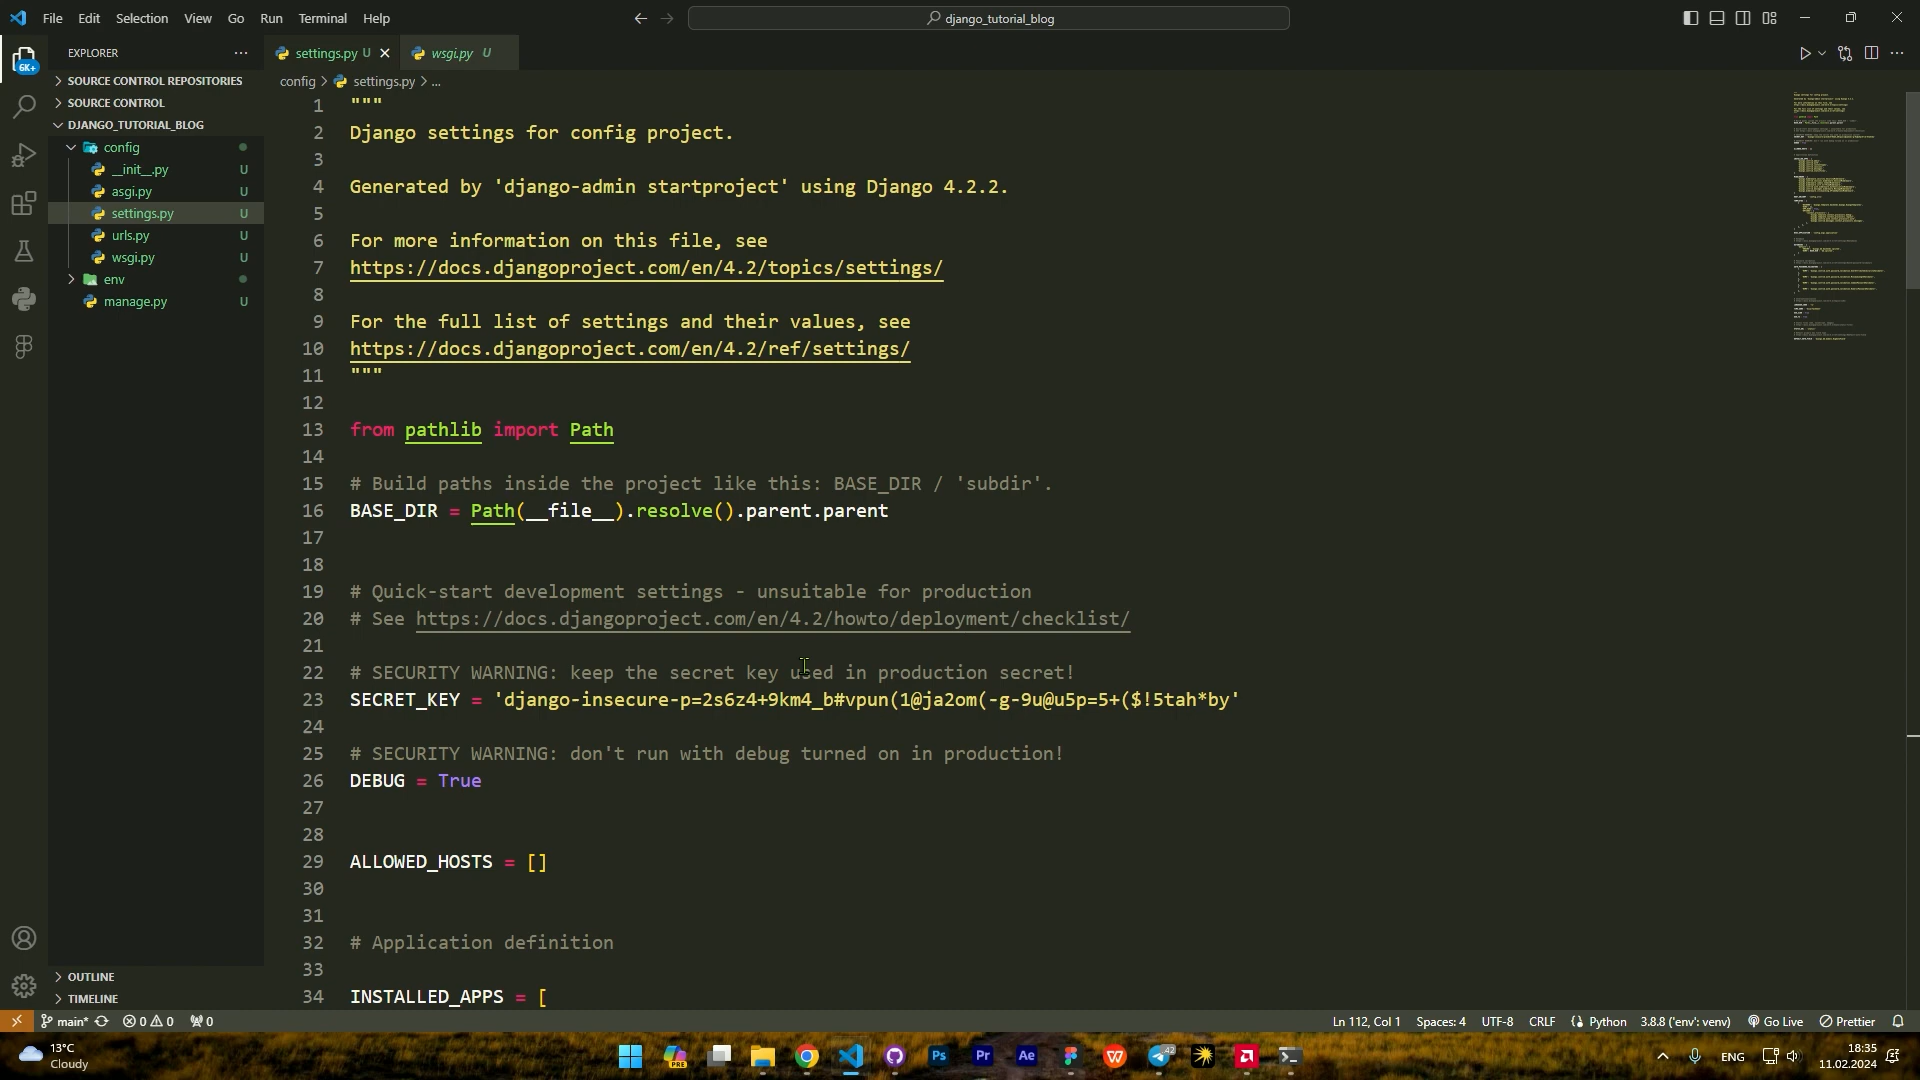 File Edit Selection View Go Run Terminal Help
django_tutorial_blog
EXPLORER
settings.py U
wsgi.py U
SOURCE CONTROL REPOSITORIES
SOURCE CONTROL
DJANGO_TUTORIAL_BLOG
config
__init__.py U
asgi.py U
settings.py U
urls.py U
wsgi.py U
env
manage.py U
OUTLINE
TIMELINE
6K+
config > settings.py > ...
1 """
2 Django settings for config project.
3
4 Generated by 'django-admin startproject' using Django 4.2.2.
5
6 For more information on this file, see
7 https://docs.djangoproject.com/en/4.2/topics/settings/
8
9 For the full list of settings and their values, see
10 https://docs.djangoproject.com/en/4.2/ref/settings/
11 """
12
13 from pathlib import Path
14
15 # Build paths inside the project like this: BASE_DIR / 'subdir'.
16 BASE_DIR = Path(__file__).resolve().parent.parent
17
18
19 # Quick-start development settings - unsuitable for production
20 # See https://docs.djangoproject.com/en/4.2/howto/deployment/checklist/
21
22 # SECURITY WARNING: keep the secret key used in production secret!
23 SECRET_KEY = 'django-insecure-p=2s6z4+9km4_b#vpun(1@ja2om(-g-9u@u5p=5+($!5tah*by'
24
25 # SECURITY WARNING: don't run with debug turned on in production!
26 DEBUG = True
27
28
29 ALLOWED_HOSTS = []
30
31
32 # Application definition
33
34 INSTALLED_APPS = [
main* 0 0 0
Ln 112, Col 1 Spaces: 4 UTF-8 CRLF Python 3.8.8 ('env': venv) Go Live Prettier
13°C
Cloudy
PRE
Ps
Pr
Ae
42
ENG
18:35
11.02.2024